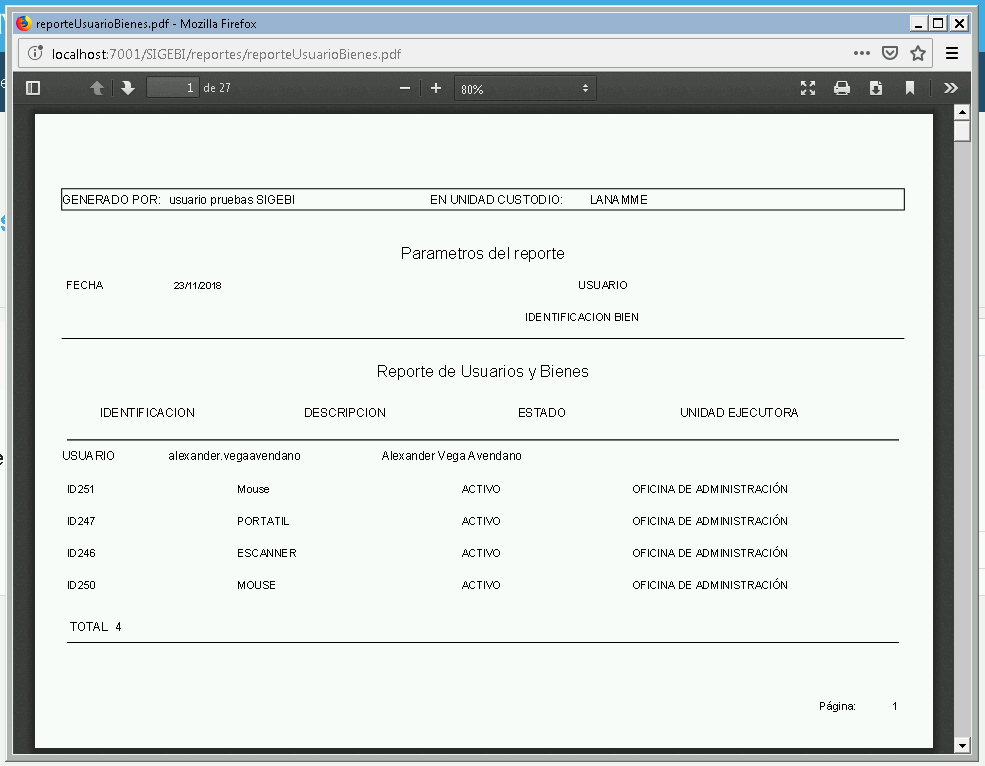 reporteUsuarioBienes.pdf - Mozilla Firefox
localhost:7001/SIGEBI/reportes/reporteUsuarioBienes.pdf
1 de 27 80%
GENERADO POR: usuario pruebas SIGEBI EN UNIDAD CUSTODIO: LANAMME
Parametros del reporte
FECHA 23/11/2018 USUARIO
IDENTIFICACION BIEN
Reporte de Usuarios y Bienes
IDENTIFICACION DESCRIPCION ESTADO UNIDAD EJECUTORA
USUARIO alexander.vegaavendano Alexander Vega Avendano
ID251 Mouse ACTIVO OFICINA DE ADMINISTRACIÓN
ID247 PORTATIL ACTIVO OFICINA DE ADMINISTRACIÓN
ID246 ESCANNER ACTIVO OFICINA DE ADMINISTRACIÓN
ID250 MOUSE ACTIVO OFICINA DE ADMINISTRACIÓN
TOTAL 4
Página: 1